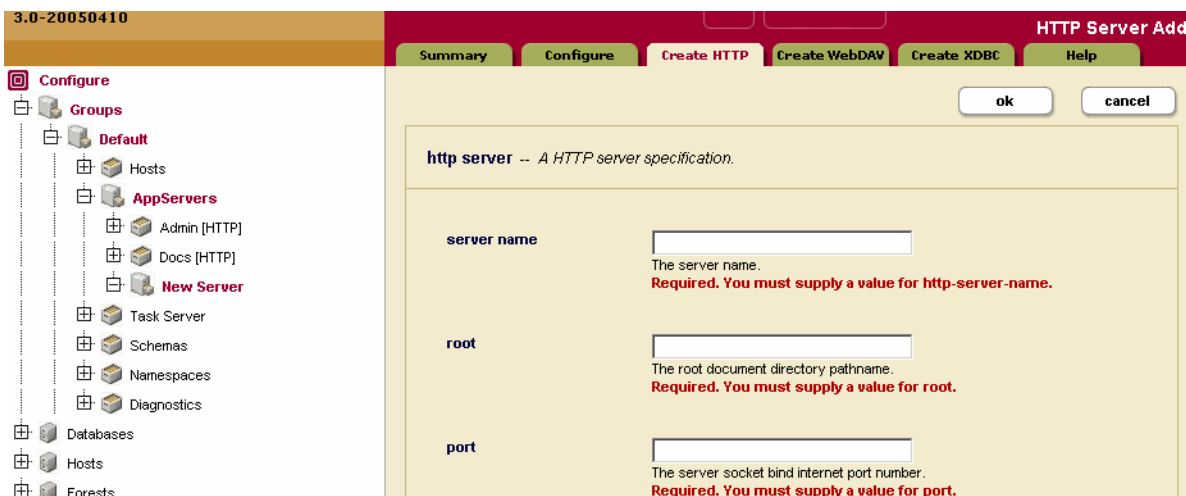 3.0-20050410
HTTP Server Add
Summary Configure Create HTTP Create WebDAV Create XDBC Help
Configure
Groups
Default
Hosts
AppServers
Admin [HTTP]
Docs [HTTP]
New Server
Task Server
Schemas
Namespaces
Diagnostics
Databases
Hosts
Forests
ok cancel
http server -- A HTTP server specification.
server name
The server name.
Required. You must supply a value for http-server-name.
root
The root document directory pathname.
Required. You must supply a value for root.
port
The server socket bind internet port number.
Required. You must supply a value for port.